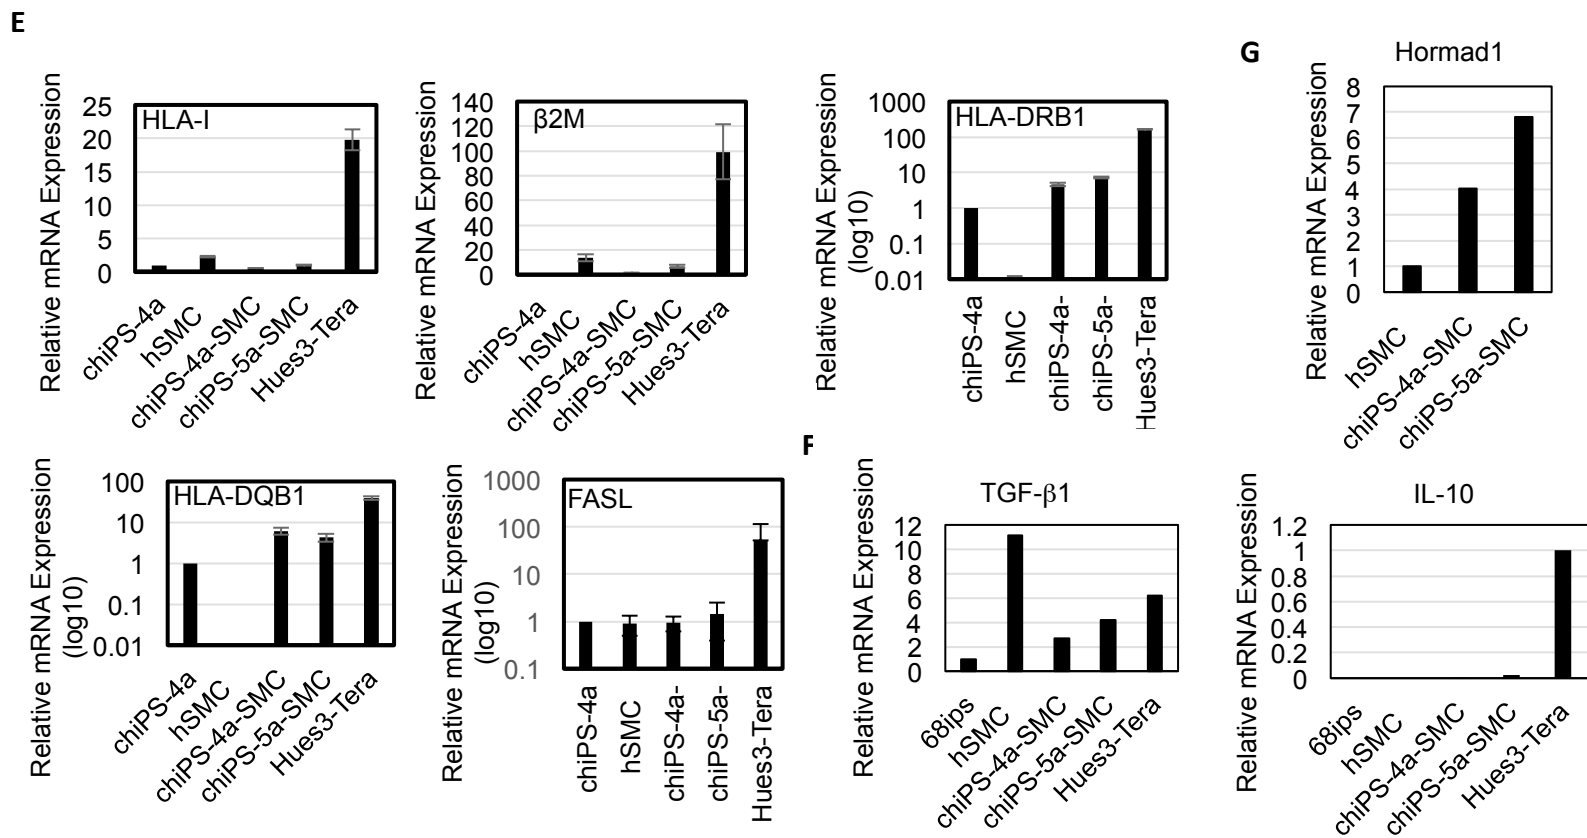 E
Relative mRNA Expression
HLA-I
25
20
15
10
5
0
chiPS-4a
hSMC
chiPS-4a-SMC
chiPS-5a-SMC
Hues3-Tera
Relative mRNA Expression
β2M
140
120
100
80
60
40
20
0
chiPS-4a
hSMC
chiPS-4a-SMC
chiPS-5a-SMC
Hues3-Tera
Relative mRNA Expression
(log10)
HLA-DRB1
1000
100
10
1
0.1
0.01
chiPS-4a
hSMC
chiPS-4a-
chiPS-5a-
Hues3-Tera
G
Hormad1
Relative mRNA Expression
8
7
6
5
4
3
2
1
0
hSMC
chiPS-4a-SMC
chiPS-5a-SMC
Relative mRNA Expression
(log10)
HLA-DQB1
100
10
1
0.1
0.01
chiPS-4a
hSMC
chiPS-4a-SMC
chiPS-5a-SMC
Hues3-Tera
Relative mRNA Expression
(log10)
FASL
1000
100
10
1
0.1
chiPS-4a
hSMC
chiPS-4a-
chiPS-5a-
Hues3-Tera
F
TGF-β1
Relative mRNA Expression
12
10
8
6
4
2
0
68ips
hSMC
chiPS-4a-SMC
chiPS-5a-SMC
Hues3-Tera
IL-10
Relative mRNA Expression
1.2
1
0.8
0.6
0.4
0.2
0
68ips
hSMC
chiPS-4a-SMC
chiPS-5a-SMC
Hues3-Tera